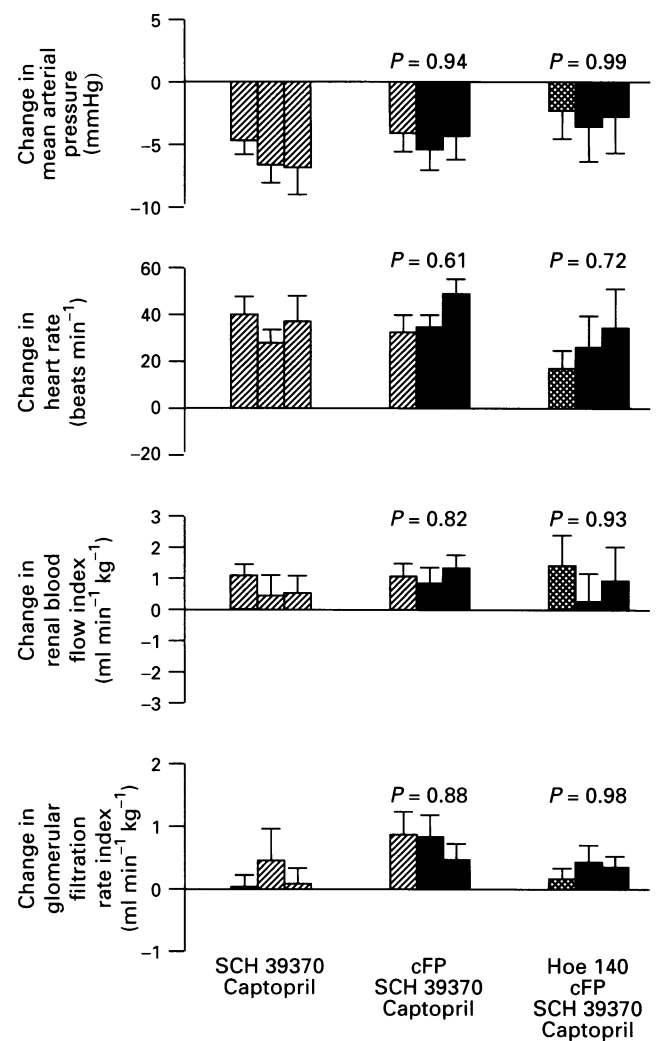 Change in
mean arterial
pressure
(mmHg)
5
0
−5
−10
P = 0.94
P = 0.99
Change in
heart rate
(beats min⁻¹)
60
40
20
0
−20
P = 0.61
P = 0.72
Change in
renal blood
flow index
(ml min⁻¹ kg⁻¹)
3
2
1
0
−1
−2
−3
P = 0.82
P = 0.93
Change in
glomerular
filtration
rate index
(ml min⁻¹ kg⁻¹)
2
1
0
−1
P = 0.88
P = 0.98
SCH 39370
Captopril
cFP
SCH 39370
Captopril
Hoe 140
cFP
SCH 39370
Captopril